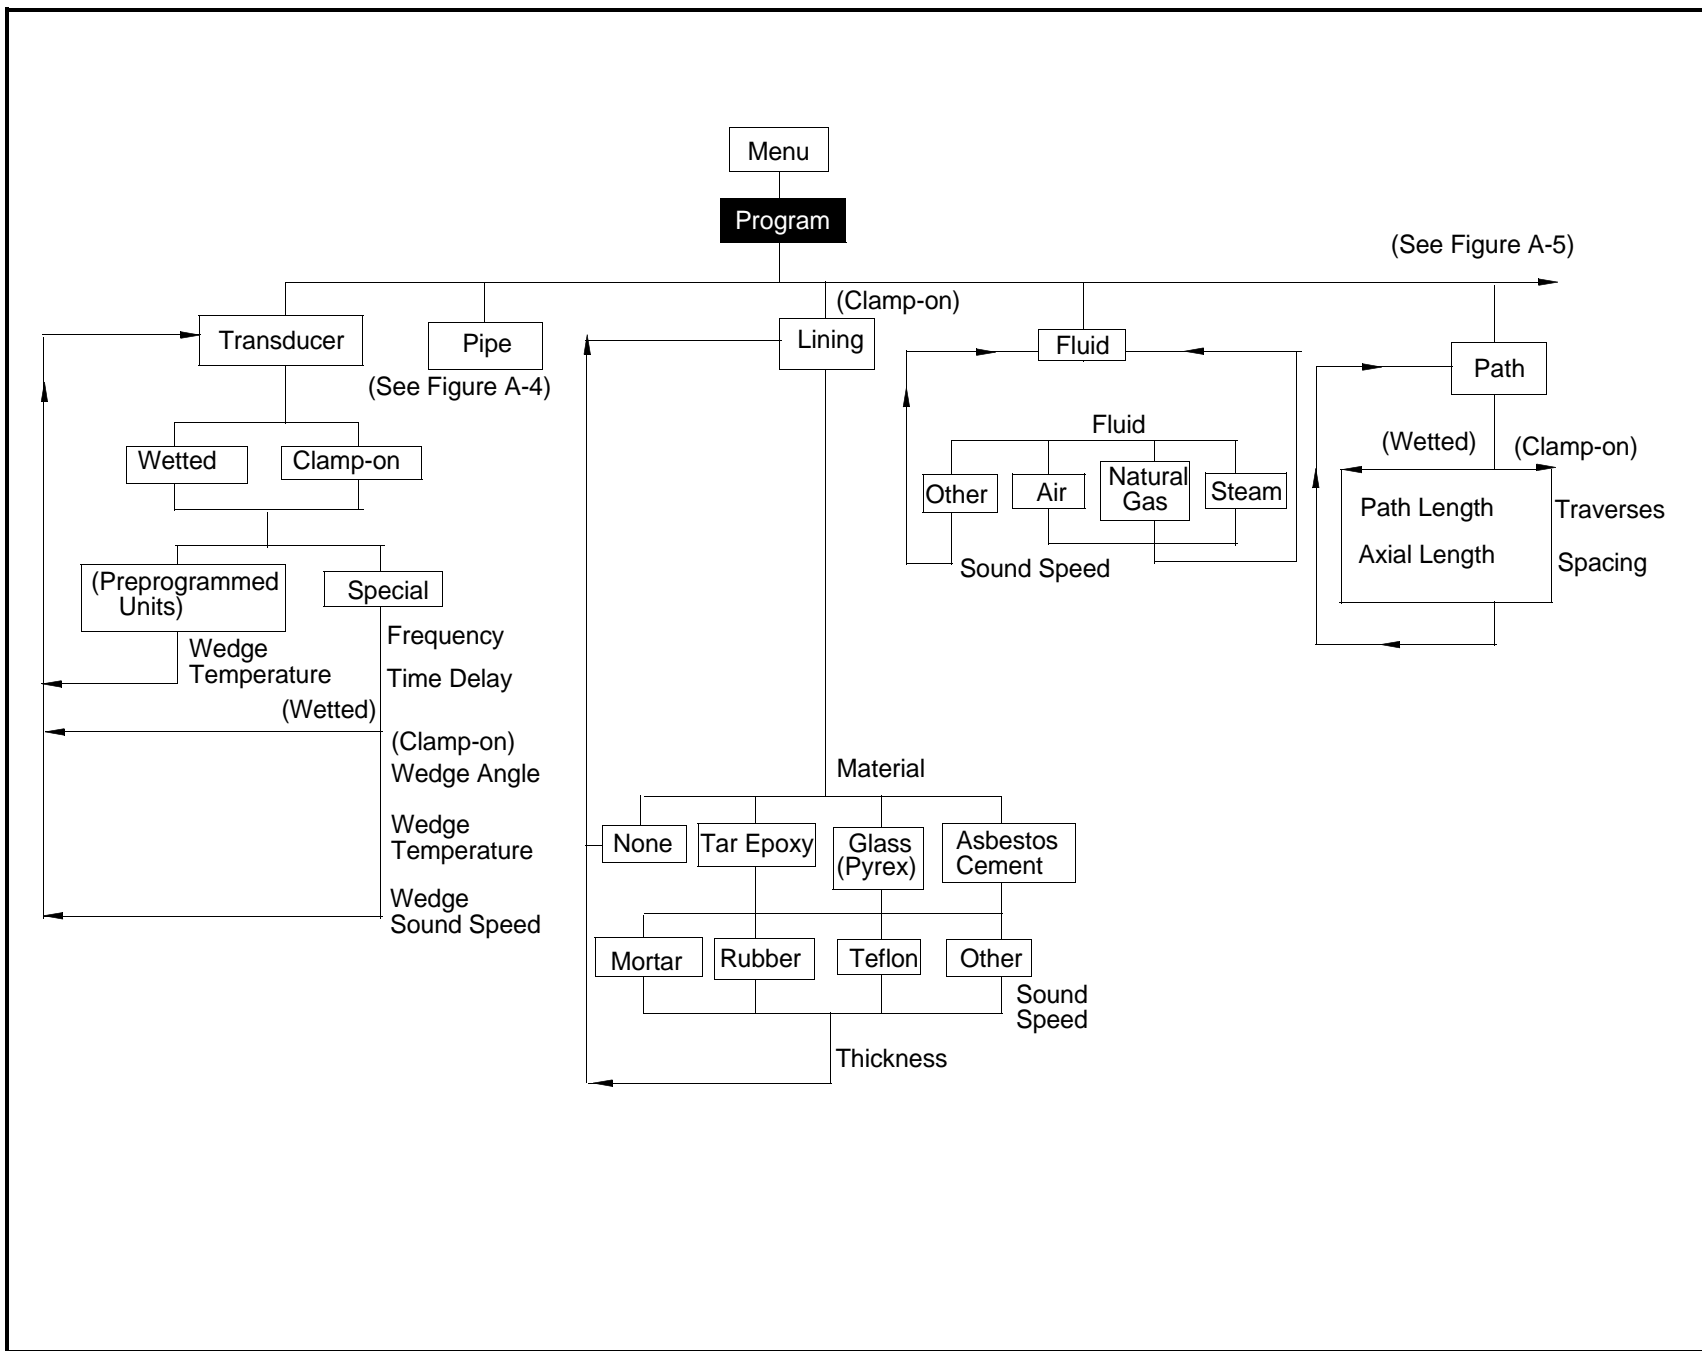 Menu
Program
(See Figure A-5)
(Clamp-on)
Transducer
Pipe
Lining
Fluid
Path
(See Figure A-4)
Fluid
(Wetted)
(Clamp-on)
Wetted
Clamp-on
Other
Air
Natural
Gas
Steam
Path Length
Traverses
Axial Length
Spacing
Sound Speed
(Preprogrammed
Units)
Special
Frequency
Wedge
Temperature
Time Delay
(Wetted)
(Clamp-on)
Wedge Angle
Wedge
Temperature
Wedge
Sound Speed
Material
None
Tar Epoxy
Glass
(Pyrex)
Asbestos
Cement
Mortar
Rubber
Teflon
Other
Sound
Speed
Thickness